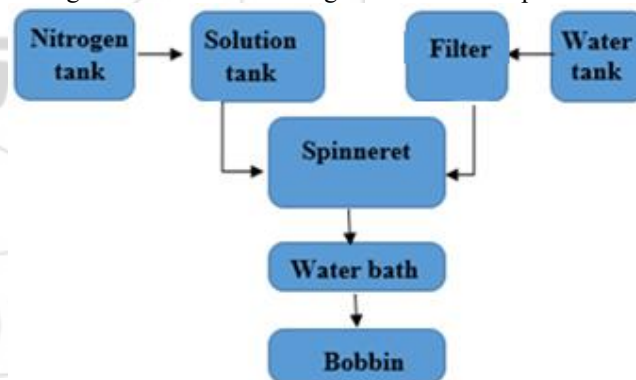 Nitrogen
tank
Solution
tank
Filter
Water
tank
Spinneret
Water bath
Bobbin